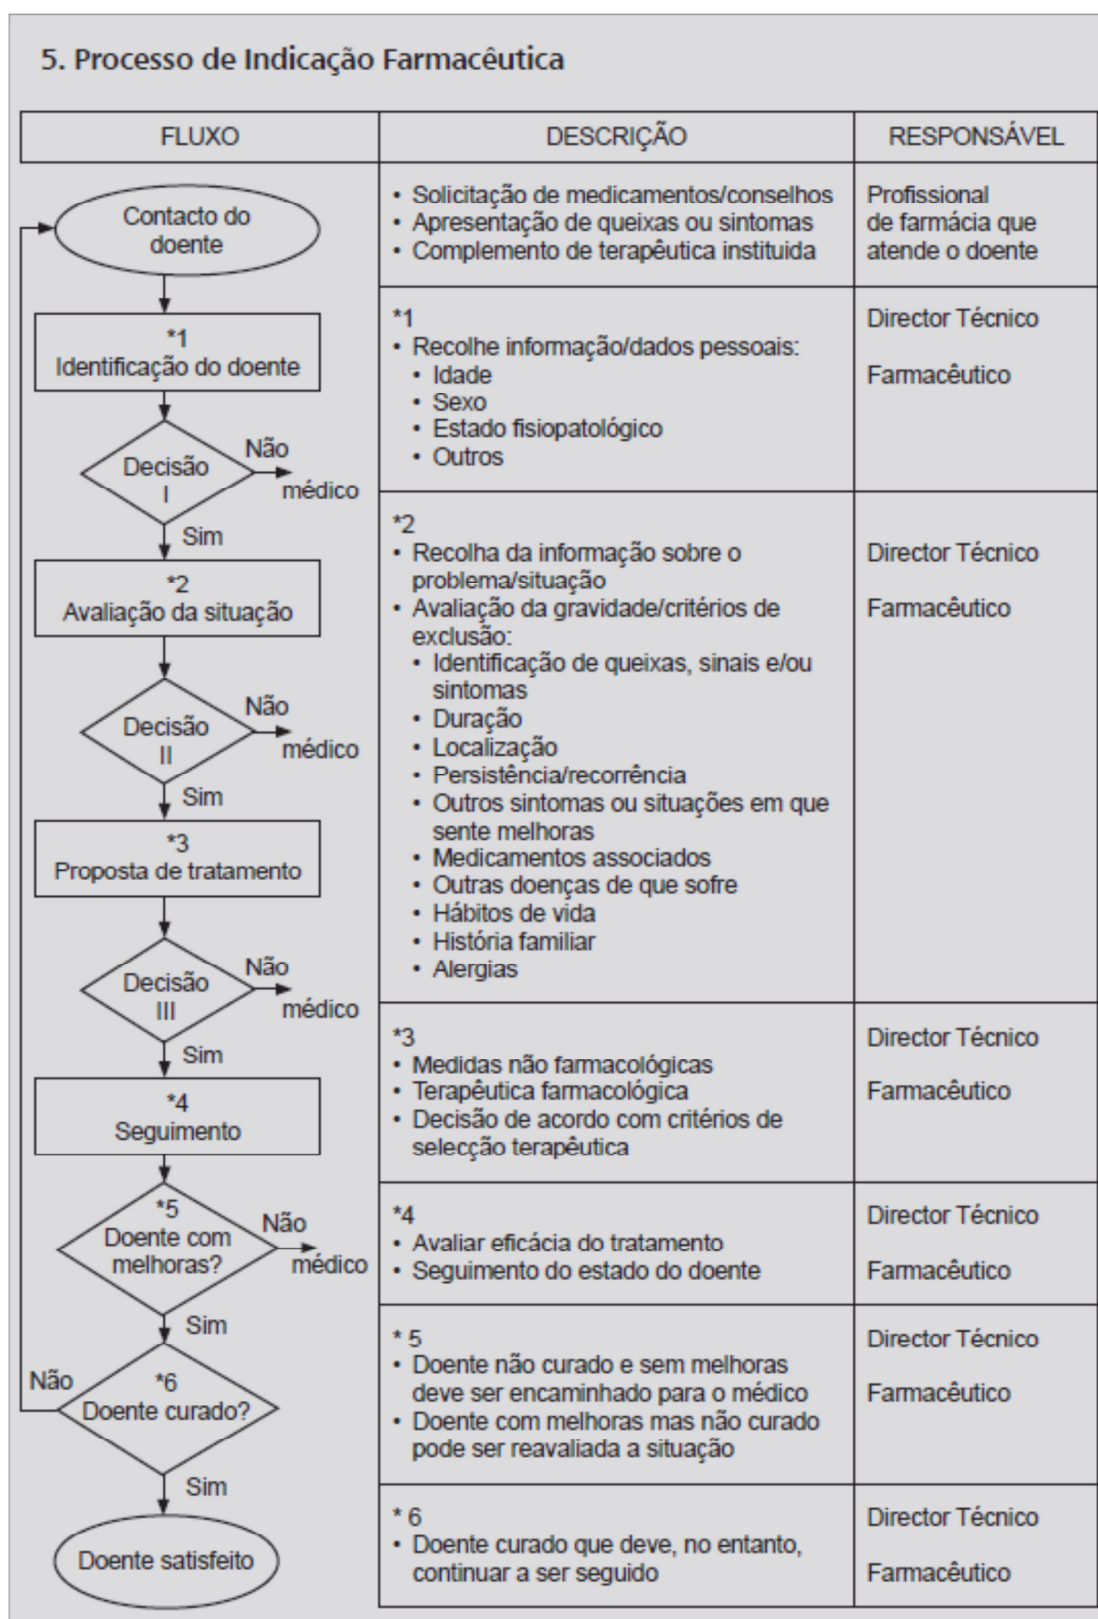 5. Processo de Indicação Farmacêutica
FLUXO
DESCRIÇÃO
RESPONSÁVEL
Contacto do
doente
• Solicitação de medicamentos/conselhos
• Apresentação de queixas ou sintomas
• Complemento de terapêutica instituida
Profissional
de farmácia que
atende o doente
*1
Identificação do doente
Decisão
I
Não
médico
Sim
*1
• Recolhe informação/dados pessoais:
• Idade
• Sexo
• Estado fisiopatológico
• Outros
Director Técnico
Farmacêutico
*2
Avaliação da situação
Decisão
II
Não
médico
Sim
*2
• Recolha da informação sobre o
problema/situação
• Avaliação da gravidade/critérios de
exclusão:
• Identificação de queixas, sinais e/ou
sintomas
• Duração
• Localização
• Persistência/recorrência
• Outros sintomas ou situações em que
sente melhoras
• Medicamentos associados
• Outras doenças de que sofre
• Hábitos de vida
• História familiar
• Alergias
Director Técnico
Farmacêutico
*3
Proposta de tratamento
Decisão
III
Não
médico
Sim
*3
• Medidas não farmacológicas
• Terapêutica farmacológica
• Decisão de acordo com critérios de
selecção terapêutica
Director Técnico
Farmacêutico
*4
Seguimento
*4
• Avaliar eficácia do tratamento
• Seguimento do estado do doente
Director Técnico
Farmacêutico
*5
Doente com
melhoras?
Não
médico
Sim
* 5
• Doente não curado e sem melhoras
deve ser encaminhado para o médico
• Doente com melhoras mas não curado
pode ser reavaliada a situação
Director Técnico
Farmacêutico
*6
Doente curado?
Não
Sim
Doente satisfeito
* 6
• Doente curado que deve, no entanto,
continuar a ser seguido
Director Técnico
Farmacêutico